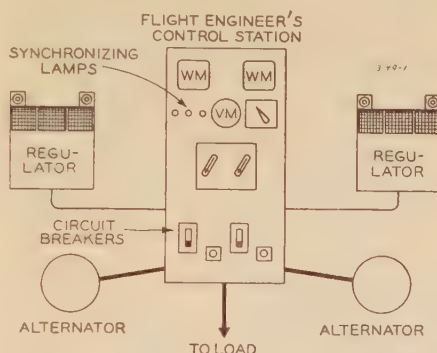 FLIGHT ENGINEER'S
CONTROL STATION
SYNCHRONIZING
LAMPS
WM
WM
VM
REGU-
LATOR
REGU-
LATOR
CIRCUIT
BREAKERS
ALTERNATOR
ALTERNATOR
TO LOAD